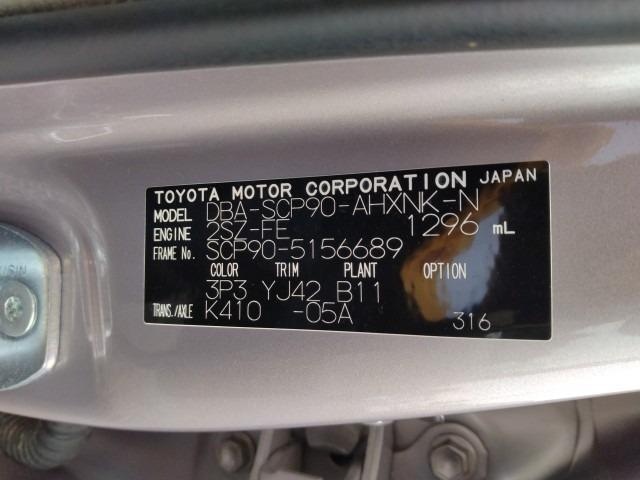 TOYOTA MOTOR CORPORATION JAPAN
MODEL DBA-SCP90-AHXNK-N
ENGINE 2SZ-FE 1296 mL
FRAME No. SCP90-5156689
COLOR TRIM PLANT OPTION
3P3 YJ42 B11
TRANS./AXLE K410 -05A 316